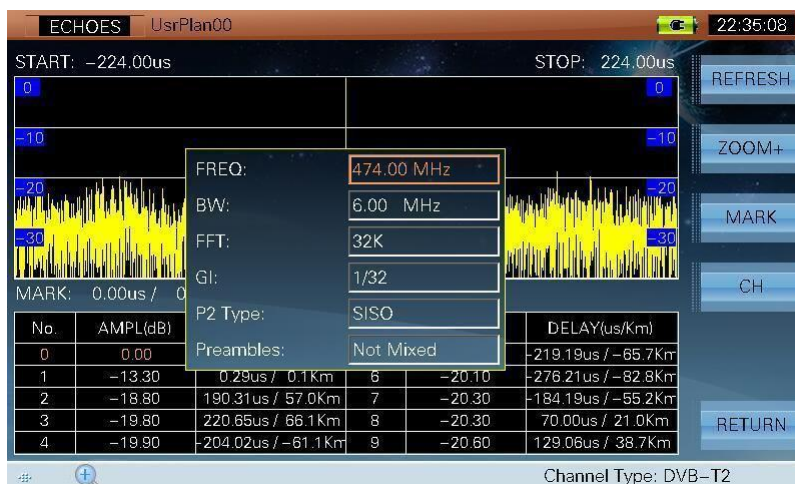 ECHOES UsrPlan00 22:35:08
START: -224.00us STOP: 224.00us
REFRESH
0 0
-10 -10
ZOOM+
FREQ: 474.00 MHz
-20 -20
BW: 6.00 MHz
MARK
-30 -30
FFT: 32K
GI: 1/32
CH
MARK: 0.00us / 0
P2 Type: SISO
No. AMPL(dB) DELAY(us/Km)
Preambles: Not Mixed
0 0.00 -219.19us / -65.7Km
1 -13.30 0.29us / 0.1Km 6 -20.10 -276.21us / -82.8Km
2 -18.80 190.31us / 57.0Km 7 -20.30 -184.19us / -55.2Km
3 -19.80 220.65us / 66.1Km 8 -20.30 70.00us / 21.0Km
4 -19.90 -204.02us / -61.1Km 9 -20.60 129.06us / 38.7Km
RETURN
Channel Type: DVB-T2